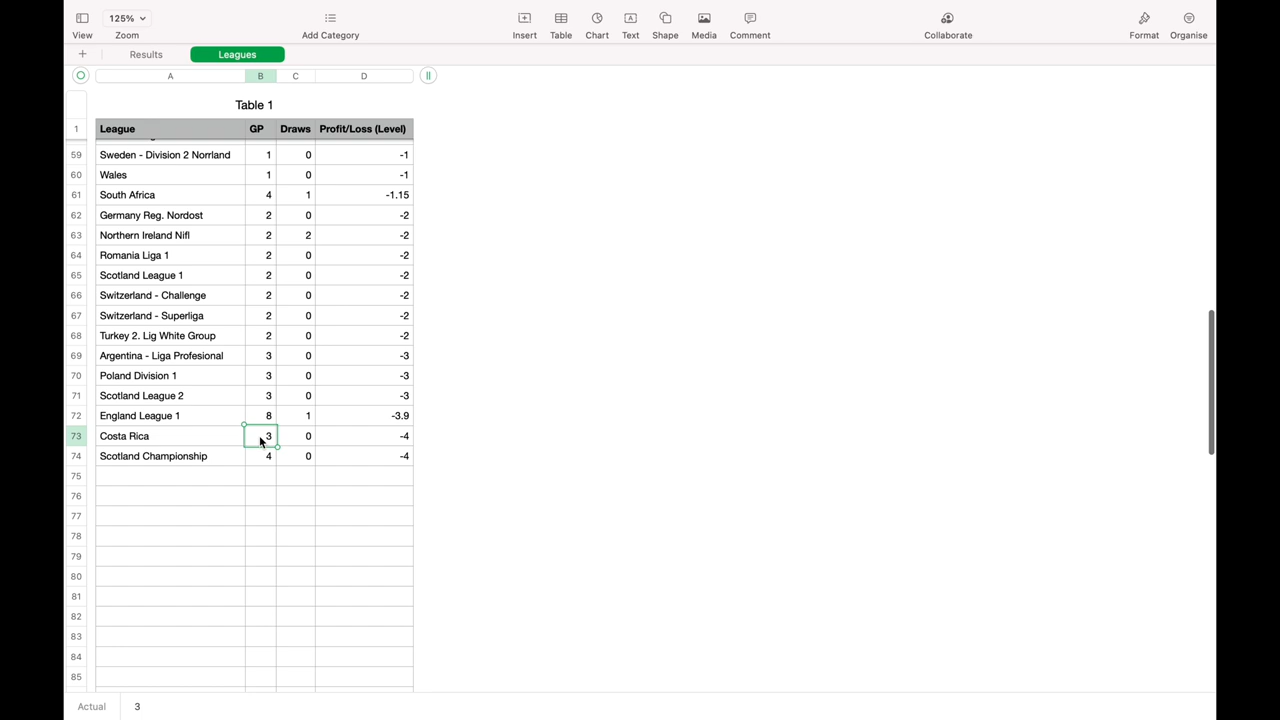 125%
View Zoom Add Category Insert Table Chart Text Shape Media Comment Collaborate Format Organise
Results Leagues
A B C D
Table 1
1 League GP Draws Profit/Loss (Level)
59 Sweden - Division 2 Norrland 1 0 -1
60 Wales 1 0 -1
61 South Africa 4 1 -1.15
62 Germany Reg. Nordost 2 0 -2
63 Northern Ireland Nifl 2 2 -2
64 Romania Liga 1 2 0 -2
65 Scotland League 1 2 0 -2
66 Switzerland - Challenge 2 0 -2
67 Switzerland - Superliga 2 0 -2
68 Turkey 2. Lig White Group 2 0 -2
69 Argentina - Liga Profesional 3 0 -3
70 Poland Division 1 3 0 -3
71 Scotland League 2 3 0 -3
72 England League 1 8 1 -3.9
73 Costa Rica 3 0 -4
74 Scotland Championship 4 0 -4
75
76
77
78
79
80
81
82
83
84
85
Actual 3